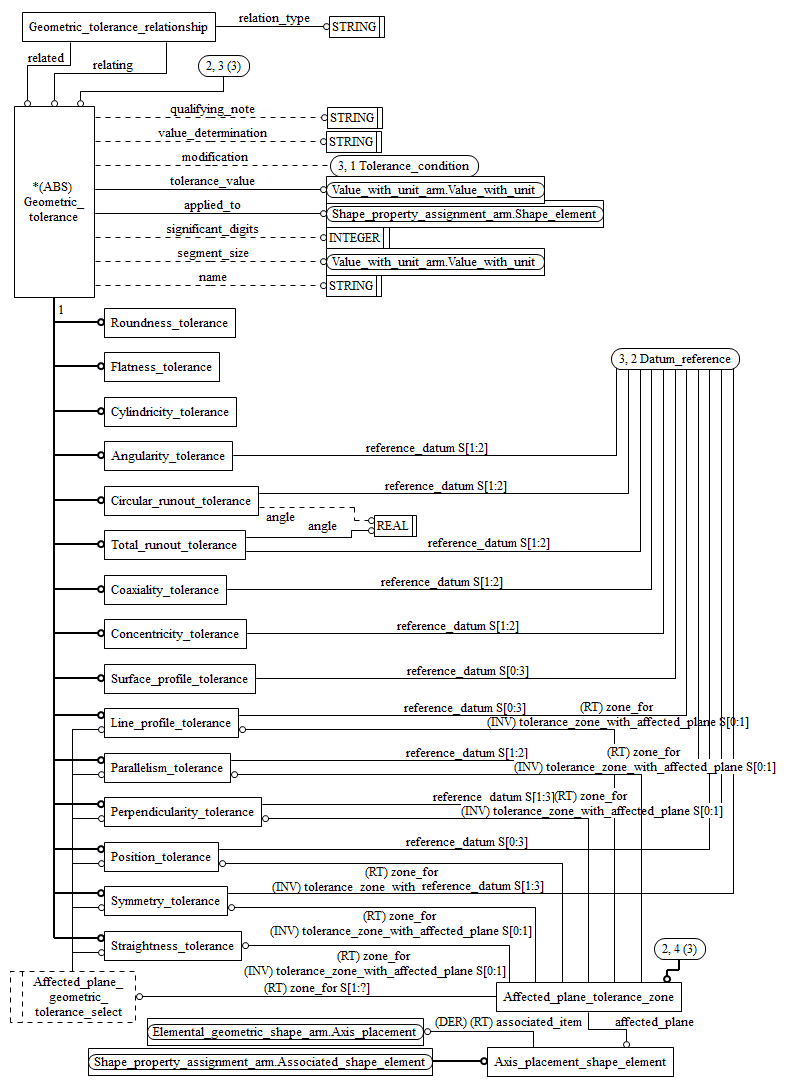 Geometric_tolerance_relationship
relation_type
STRING
related
relating
2, 3 (3)
*(ABS)
Geometric_
tolerance
qualifying_note
STRING
value_determination
STRING
modification
3, 1 Tolerance_condition
tolerance_value
Value_with_unit_arm.Value_with_unit
applied_to
Shape_property_assignment_arm.Shape_element
significant_digits
INTEGER
segment_size
Value_with_unit_arm.Value_with_unit
name
STRING
1
Roundness_tolerance
3, 2 Datum_reference
Flatness_tolerance
Cylindricity_tolerance
Angularity_tolerance
reference_datum S[1:2]
Circular_runout_tolerance
reference_datum S[1:2]
angle
angle
REAL
Total_runout_tolerance
reference_datum S[1:2]
Coaxiality_tolerance
reference_datum S[1:2]
Concentricity_tolerance
reference_datum S[1:2]
Surface_profile_tolerance
reference_datum S[0:3]
Line_profile_tolerance
reference_datum S[0:3]
(RT) zone_for
(INV) tolerance_zone_with_affected_plane S[0:1]
Parallelism_tolerance
reference_datum S[1:2]
(RT) zone_for
(INV) tolerance_zone_with_affected_plane S[0:1]
Perpendicularity_tolerance
reference_datum S[1:3]
(RT) zone_for
(INV) tolerance_zone_with_affected_plane S[0:1]
Position_tolerance
reference_datum S[0:3]
(RT) zone_for
(INV) tolerance_zone_with
Symmetry_tolerance
reference_datum S[1:3]
(RT) zone_for
(INV) tolerance_zone_with_affected_plane S[0:1]
Straightness_tolerance
(RT) zone_for
(INV) tolerance_zone_with_affected_plane S[0:1]
2, 4 (3)
Affected_plane_
geometric_
tolerance_select
(RT) zone_for S[1:?]
Affected_plane_tolerance_zone
Elemental_geometric_shape_arm.Axis_placement
(DER) (RT) associated_item
affected_plane
Shape_property_assignment_arm.Associated_shape_element
Axis_placement_shape_element